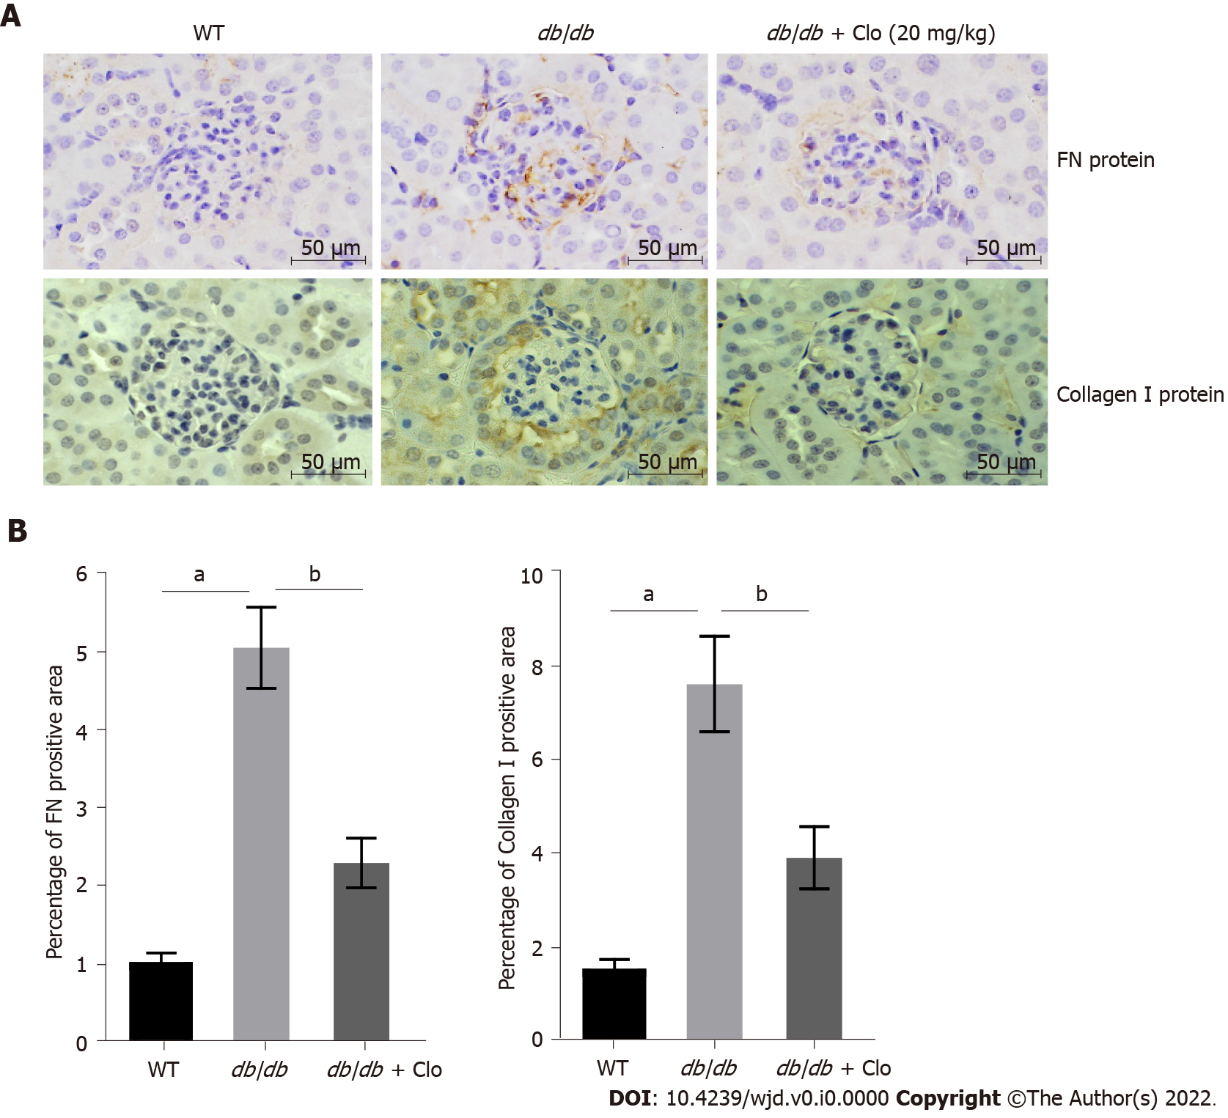 A
WT
db/db
db/db + Clo (20 mg/kg)
50 µm
50 µm
50 µm
FN protein
50 µm
50 µm
50 µm
Collagen I protein
B
Percentage of FN prositive area
6
5
4
3
2
1
0
a
b
WT
db/db
db/db + Clo
Percentage of Collagen I prositive area
10
8
6
4
2
0
a
b
WT
db/db
db/db + Clo
DOI: 10.4239/wjd.v0.i0.0000 Copyright ©The Author(s) 2022.